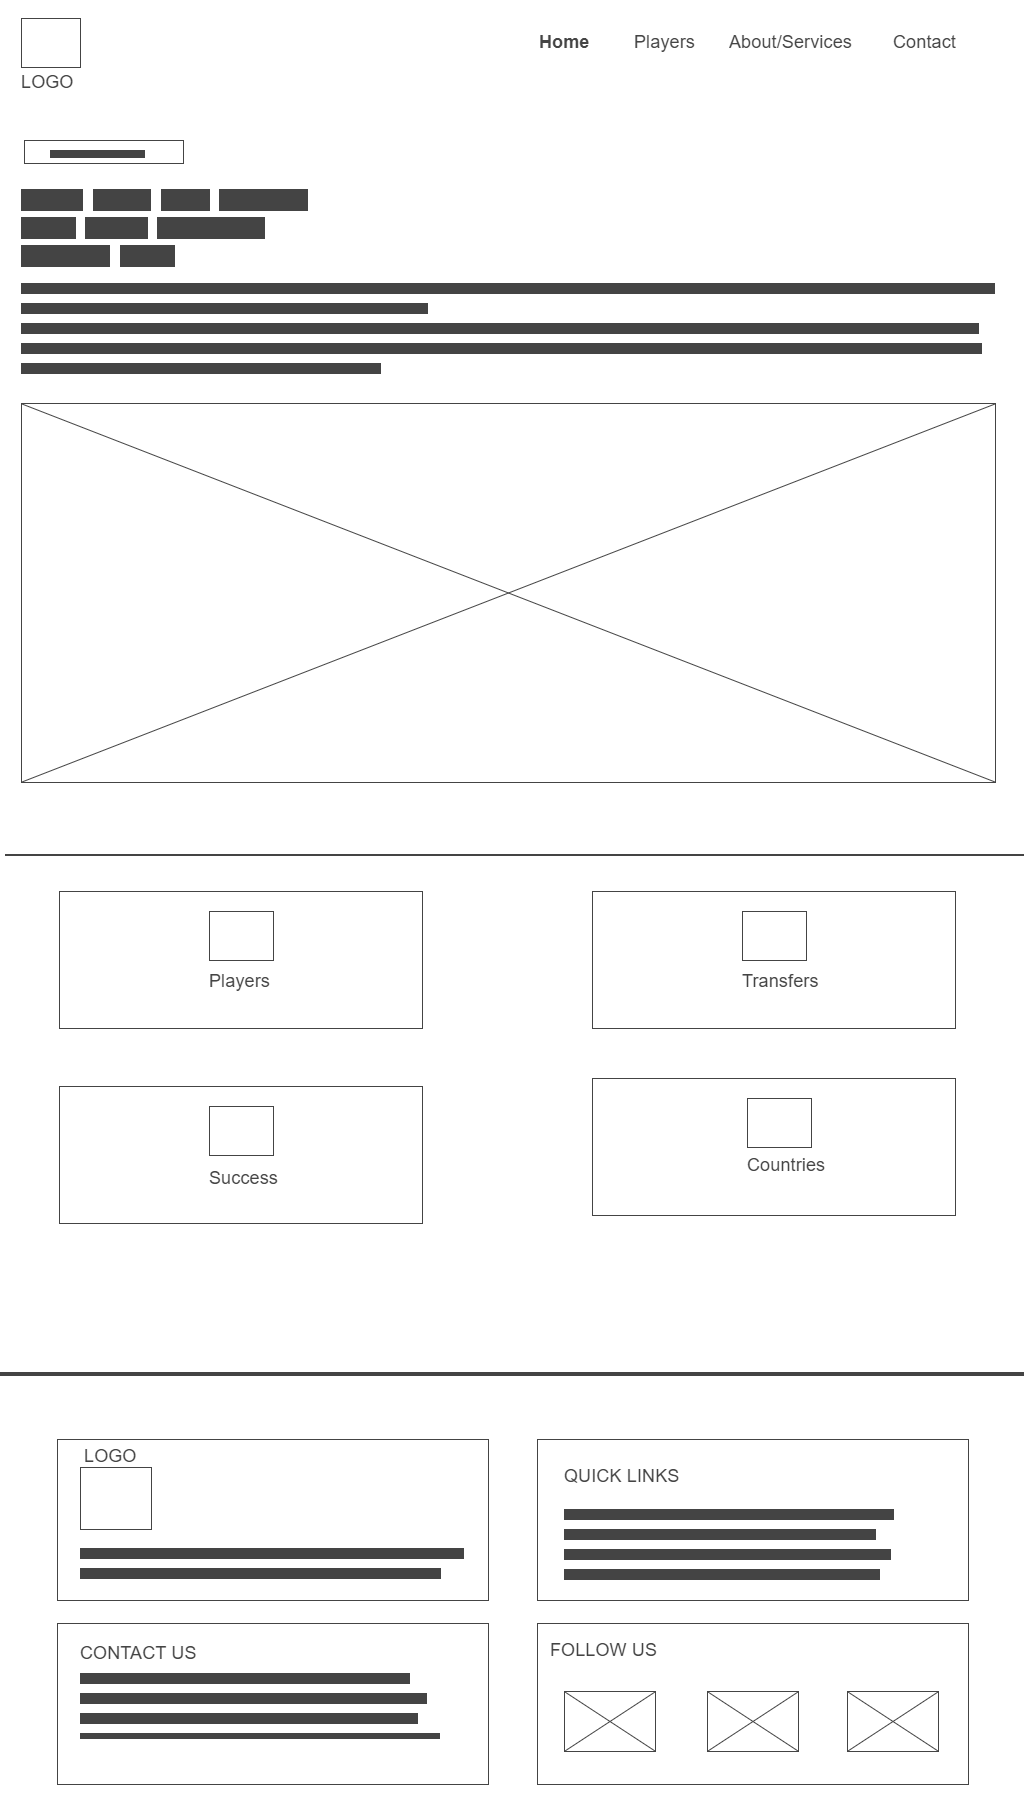 Home Players About/Services Contact
LOGO
Players
Transfers
Success
Countries
LOGO
QUICK LINKS
CONTACT US
FOLLOW US